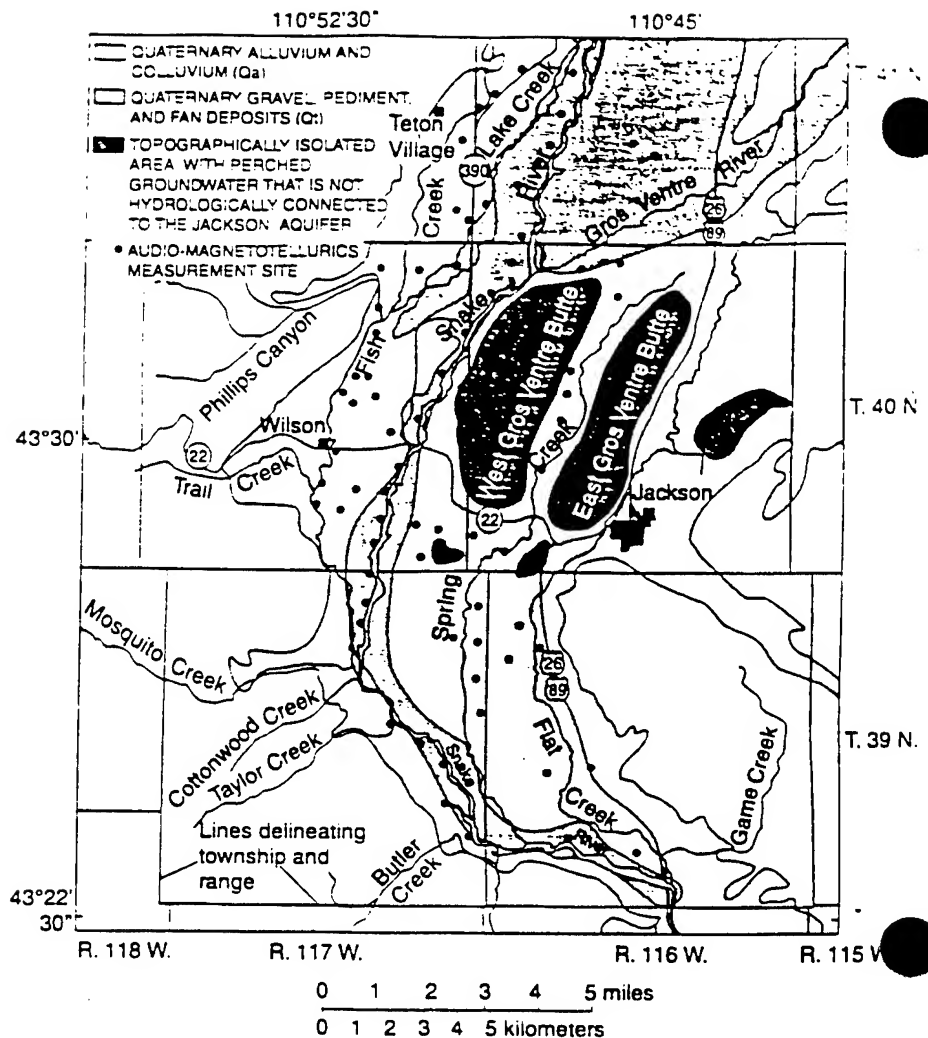 110°52'30"
110°45'
QUATERNARY ALLUVIUM AND
COLLUVIUM (Qa)
QUATERNARY GRAVEL PEDIMENT,
AND FAN DEPOSITS (Qt)
TOPOGRAPHICALLY ISOLATED
AREA WITH PERCHED
GROUNDWATER THAT IS NOT
HYDROLOGICALLY CONNECTED
TO THE JACKSON AQUIFER
AUDIO-MAGNETOTELLURICS
MEASUREMENT SITE
Teton
Village
Lake Creek
390
River
Creek
Gros Ventre River
26
89
Snake
Fish
Phillips Canyon
West Gros Ventre Butte
East Gros Ventre Butte
T. 40 N
43°30'
Wilson
22
Trail Creek
Creek
Jackson
22
Spring
Mosquito Creek
26
89
Cottonwood Creek
Taylor Creek
Flat
Creek
T. 39 N.
Snake
River
Game Creek
Lines delineating
township and
range
Butler
Creek
43°22'
30"
R. 118 W.
R. 117 W.
R. 116 W.
R. 115 W
0 1 2 3 4 5 miles
0 1 2 3 4 5 kilometers